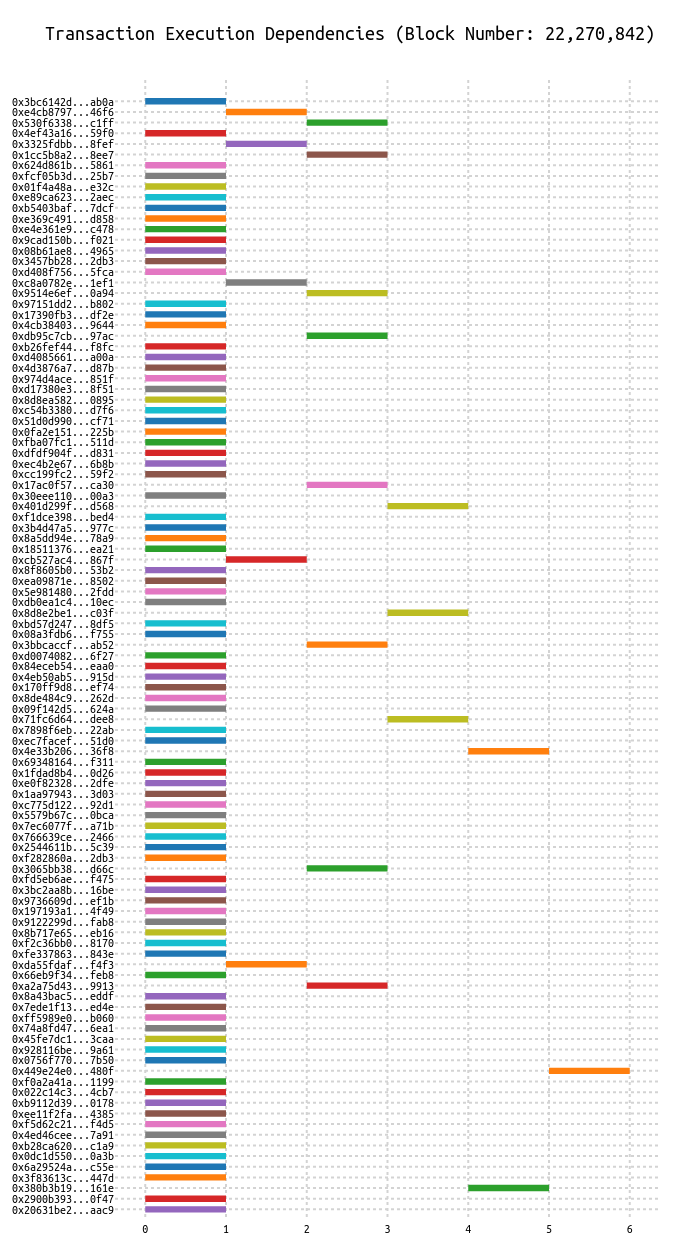 Transaction Execution Dependencies (Block Number: 22,270,842)
0x3bc6142d...ab0a
0xe4cb8797...46f6
0x530f6338...c1ff
0x4ef43a16...59f0
0x3325fdbb...8fef
0x1cc5b8a2...8ee7
0x624d861b...5861
0xfcf05b3d...25b7
0x01f4a48a...e32c
0xe89ca623...2aec
0xb5403baf...7dcf
0xe369c491...d858
0xe4e361e9...c478
0x9cad150b...f021
0x08b61ae8...4965
0x3457bb28...2db3
0xd408f756...5fca
0xc8a0782e...1ef1
0x9514e6ef...0a94
0x97151dd2...b802
0x17390fb3...df2e
0x4cb38403...9644
0xdb95c7cb...97ac
0xb26fef44...f8fc
0xd4085661...a00a
0x4d3876a7...d87b
0x974d4ace...851f
0xd17380e3...8f51
0x8d8ea582...0895
0xc54b3380...d7f6
0x51d0d990...cf71
0x0fa2e151...225b
0xfba07fc1...511d
0xdfdf904f...d831
0xec4b2e67...6b8b
0xcc199fc2...59f2
0x17ac0f57...ca30
0x30eee110...00a3
0x401d299f...d568
0xf1dce398...bed4
0x3b4d47a5...977c
0x8a5dd94e...78a9
0x18511376...ea21
0xcb527ac4...867f
0x8f8605b0...53b2
0xea09871e...8502
0x5e981480...2fdd
0xdb0ea1c4...10ec
0x8d8e2be1...c03f
0xbd57d247...8df5
0x08a3fdb6...f755
0x3bbcaccf...ab52
0xd0074082...6f27
0x84eceb54...eaa0
0x4eb50ab5...915d
0x170ff9d8...ef74
0x8de484c9...262d
0x09f142d5...624a
0x71fc6d64...dee8
0x7898f6eb...22ab
0xec7facef...51d0
0x4e33b206...36f8
0x69348164...f311
0x1fdad8b4...0d26
0xe0f82328...2dfe
0x1aa97943...3d03
0xc775d122...92d1
0x5579b67c...0bca
0x7ec6077f...a71b
0x766639ce...2466
0x2544611b...5c39
0xf282860a...2db3
0x3065bb38...d66c
0xfd5eb6ae...f475
0x3bc2aa8b...16be
0x9736609d...ef1b
0x197193a1...4f49
0x9122299d...fab8
0x8b717e65...eb16
0xf2c36bb0...8170
0xfe337863...843e
0xda55fdaf...f4f3
0x66eb9f34...feb8
0xa2a75d43...9913
0x8a43bac5...eddf
0x7ede1f13...ed4e
0xff5989e0...b060
0x74a8fd47...6ea1
0x45fe7dc1...3caa
0x928116be...9a61
0x0756f770...7b50
0x449e24e0...480f
0xf0a2a41a...1199
0x022c14c3...4cb7
0xb9112d39...0178
0xee11f2fa...4385
0xf5d62c21...f4d5
0x4ed46cee...7a91
0xb28ca620...c1a9
0x0dc1d550...0a3b
0x6a29524a...c55e
0x3f83613c...447d
0x380b3b19...161e
0x2900b393...0f47
0x20631be2...aac9
0 1 2 3 4 5 6